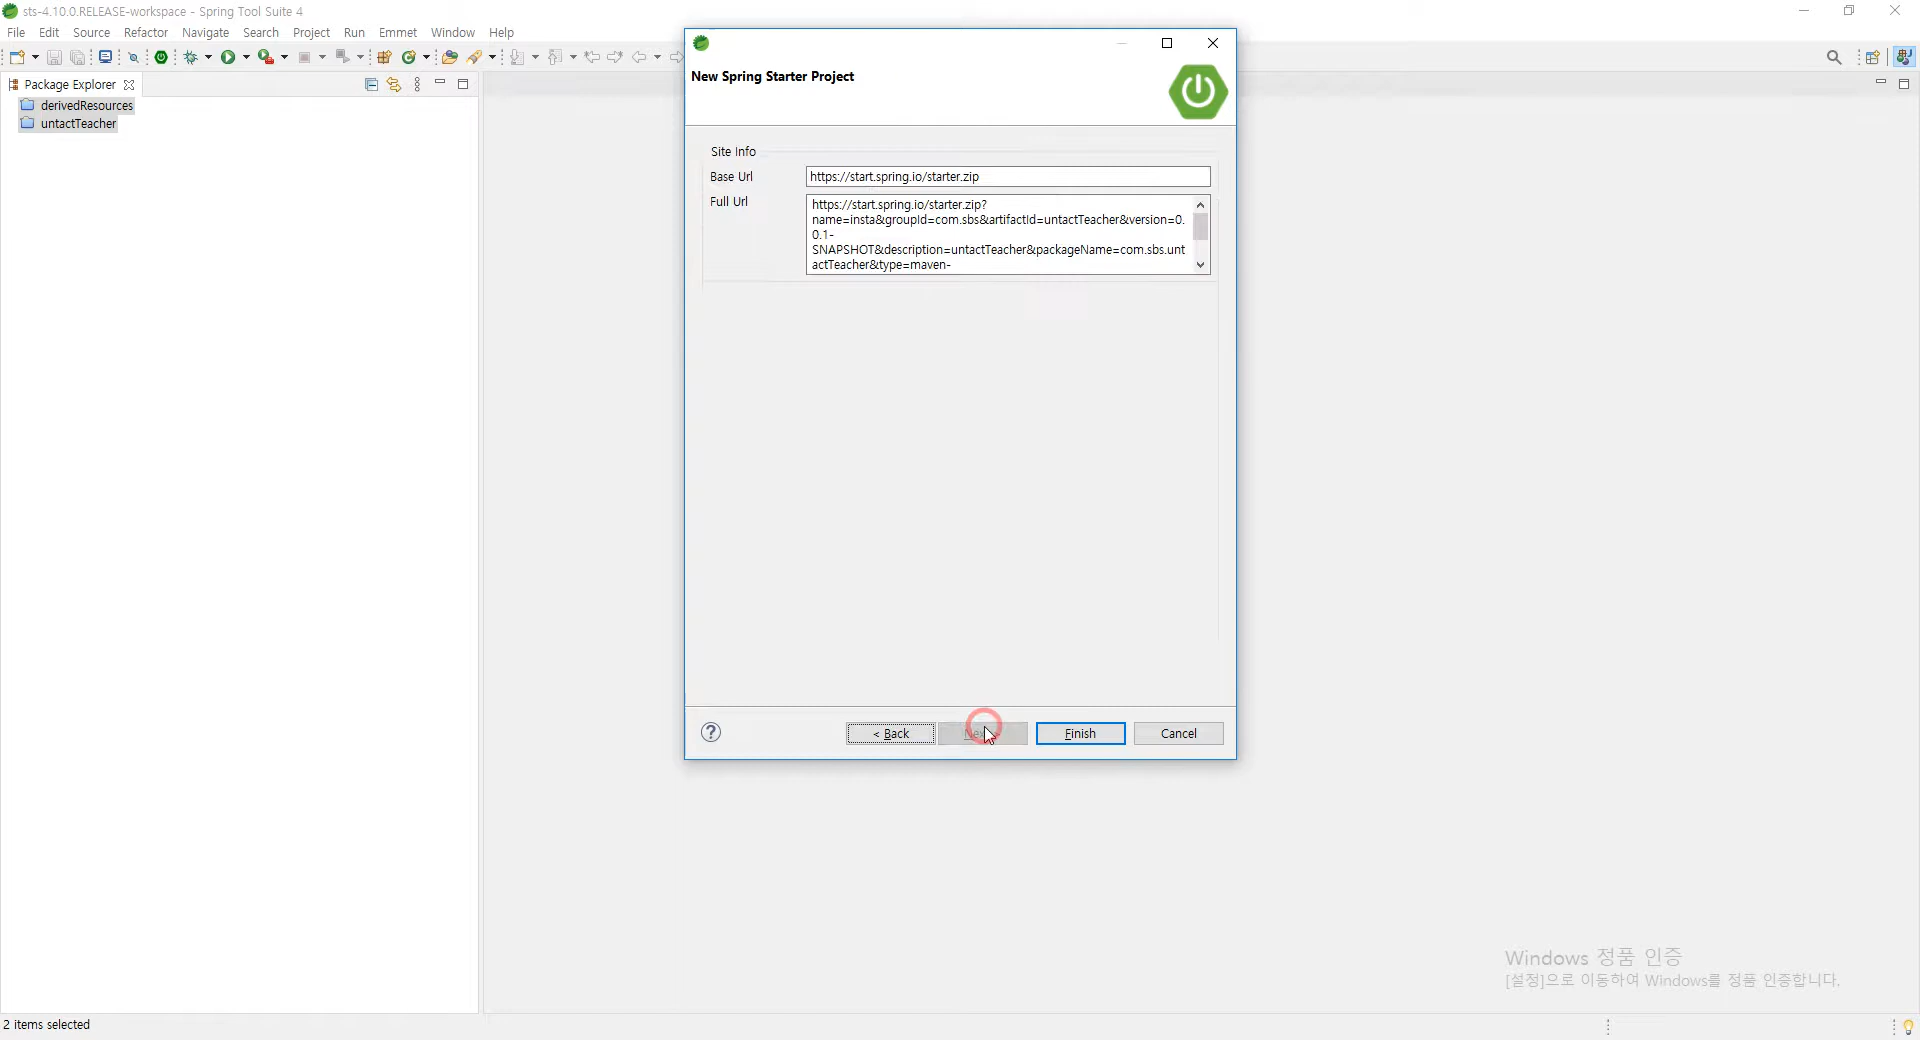 sts-4.10.0.RELEASE-workspace - Spring Tool Suite 4
File Edit Source Refactor Navigate Search Project Run Emmet Window Help
Package Explorer
derivedResources
untactTeacher
New Spring Starter Project
Site Info
Base Url https://start.spring.io/starter.zip
Full Url https://start.spring.io/starter.zip?
name=insta&groupId=com.sbs&artifactId=untactTeacher&version=0.
0.1-
SNAPSHOT&description=untactTeacher&packageName=com.sbs.unt
actTeacher&type=maven-
? < Back Finish Cancel
Windows 정품 인증
[설정]으로 이동하여 Windows를 정품 인증합니다.
2 items selected